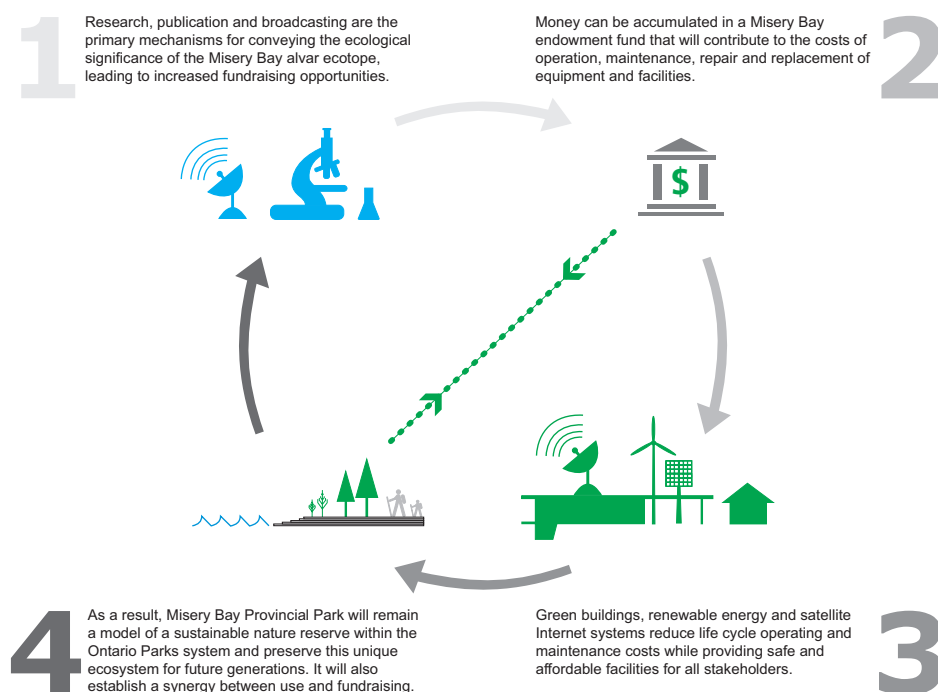 1
Research, publication and broadcasting are the
primary mechanisms for conveying the ecological
significance of the Misery Bay alvar ecotope,
leading to increased fundraising opportunities.
2
Money can be accumulated in a Misery Bay
endowment fund that will contribute to the costs of
operation, maintenance, repair and replacement of
equipment and facilities.
$
3
Green buildings, renewable energy and satellite
Internet systems reduce life cycle operating and
maintenance costs while providing safe and
affordable facilities for all stakeholders.
4
As a result, Misery Bay Provincial Park will remain
a model of a sustainable nature reserve within the
Ontario Parks system and preserve this unique
ecosystem for future generations. It will also
establish a synergy between use and fundraising.